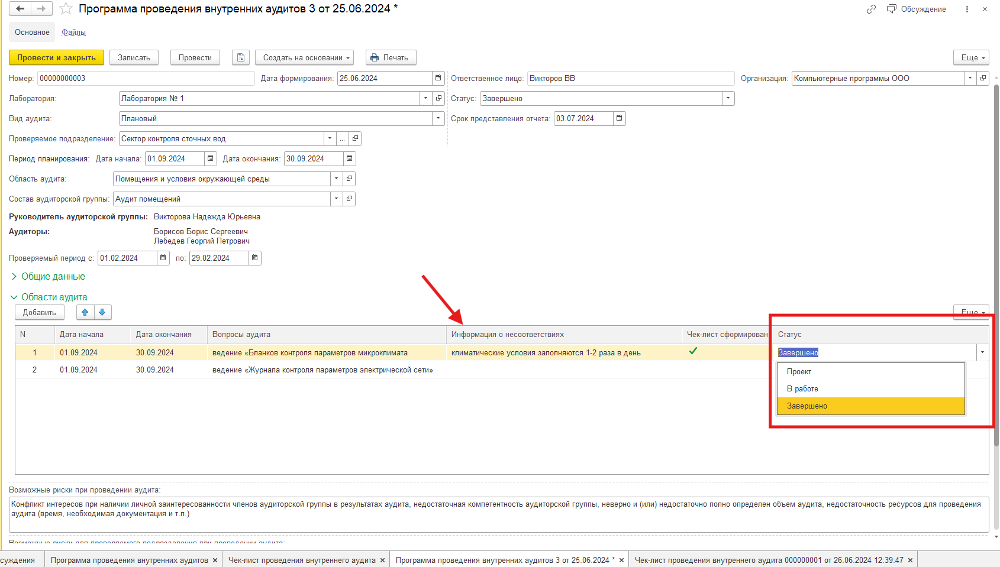 Программа проведения внутренних аудитов 3 от 25.06.2024 *
Обсуждение
Основное Файлы
Провести и закрыть Записать Провести Создать на основании Печать Еще
Номер: 00000000003 Дата формирования: 25.06.2024 Ответственное лицо: Викторов ВВ Организация: Компьютерные программы ООО
Лаборатория: Лаборатория № 1 Статус: Завершено
Вид аудита: Плановый Срок представления отчета: 03.07.2024
Проверяемое подразделение: Сектор контроля сточных вод ...
Период планирования: Дата начала: 01.09.2024 Дата окончания: 30.09.2024
Область аудита: Помещения и условия окружающей среды
Состав аудиторской группы: Аудит помещений
Руководитель аудиторской группы: Викторова Надежда Юрьевна
Аудиторы: Борисов Борис Сергеевич
Лебедев Георгий Петрович
Проверяемый период с: 01.02.2024 по: 29.02.2024
Общие данные
Области аудита
Добавить Еще
N Дата начала Дата окончания Вопросы аудита Информация о несоответствиях Чек-лист сформирован Статус
1 01.09.2024 30.09.2024 ведение «Бланков контроля параметров микроклимата климатические условия заполняются 1-2 раза в день Завершено
2 01.09.2024 30.09.2024 ведение «Журнала контроля параметров электрической сети»
Проект
В работе
Завершено
Возможные риски при проведении аудита:
Конфликт интересов при наличии личной заинтересованности членов аудиторской группы в результатах аудита, недостаточная компетентность аудиторской группы, неверно и (или) недостаточно полно определен объем аудита, недостаточность ресурсов для проведения
аудита (время, необходимая документация и т.п.)
Возможные риски для проверяемого подразделения при проведении аудита:
суждения Программа проведения внутренних аудитов Чек-лист проведения внутреннего аудита Программа проведения внутренних аудитов 3 от 25.06.2024 * Чек-лист проведения внутреннего аудита 000000001 от 26.06.2024 12:39:47